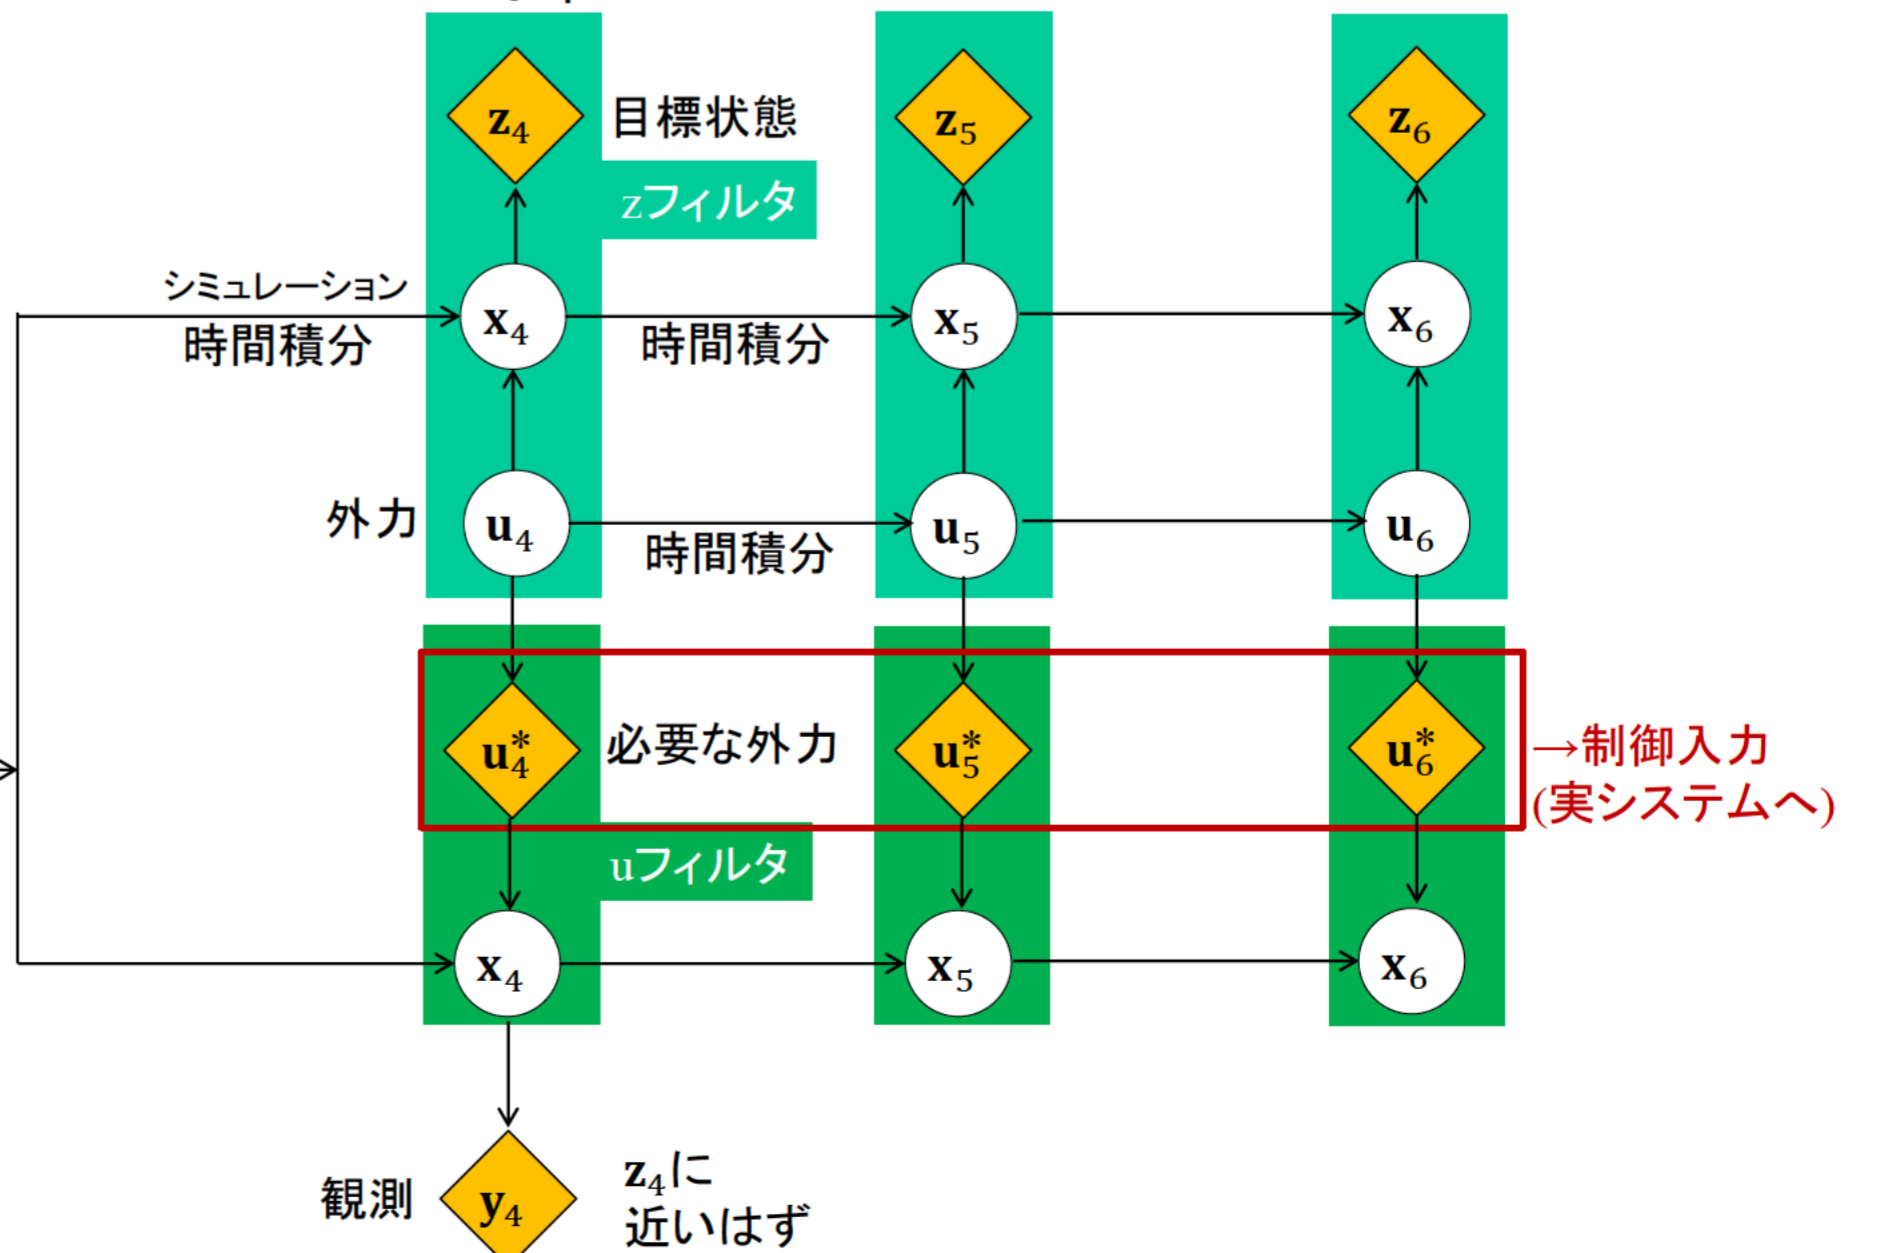 z₄
目標状態
z₅
z₆
zフィルタ
シミュレーション
時間積分
x₄
時間積分
x₅
x₆
外力
u₄
時間積分
u₅
u₆
u₄*
必要な外力
u₅*
u₆*
→制御入力
(実システムへ)
uフィルタ
x₄
x₅
x₆
観測
y₄
z₄に
近いはず